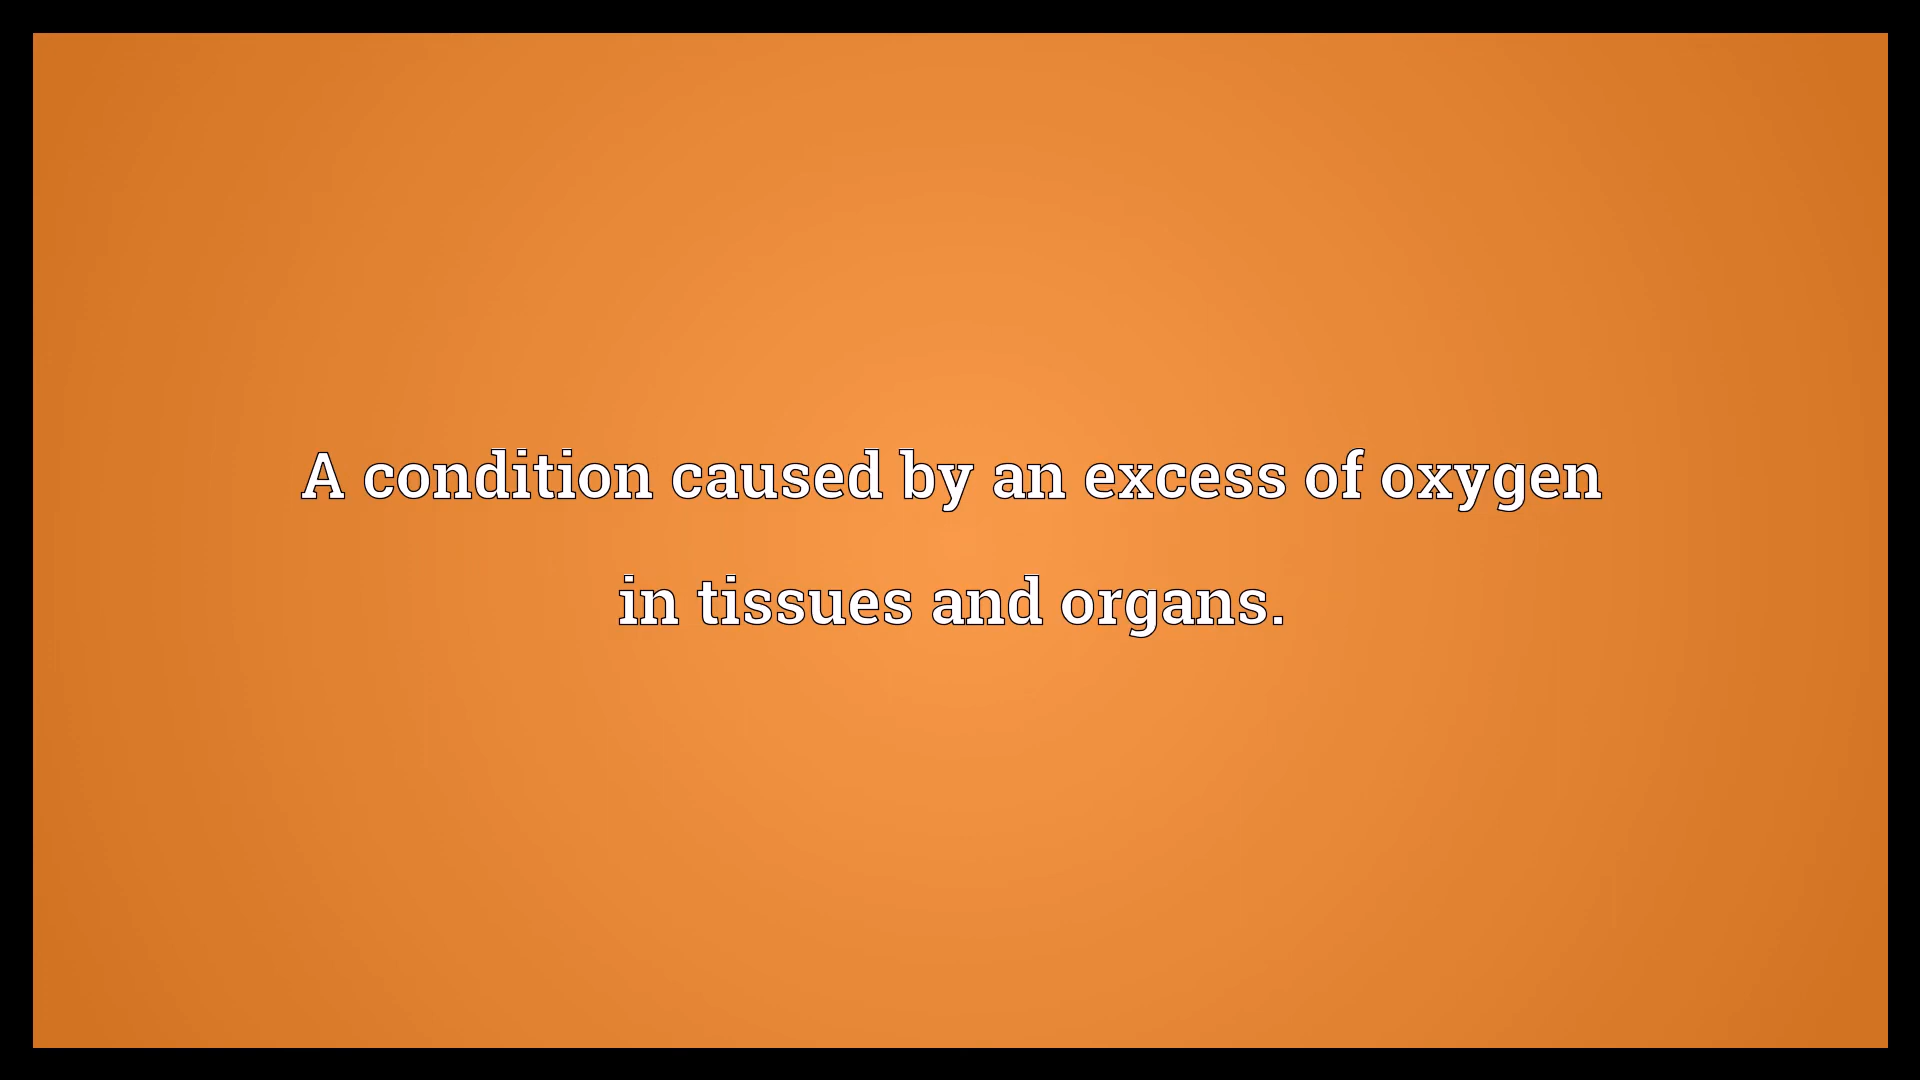 A condition caused by an excess of oxygen
in tissues and organs.